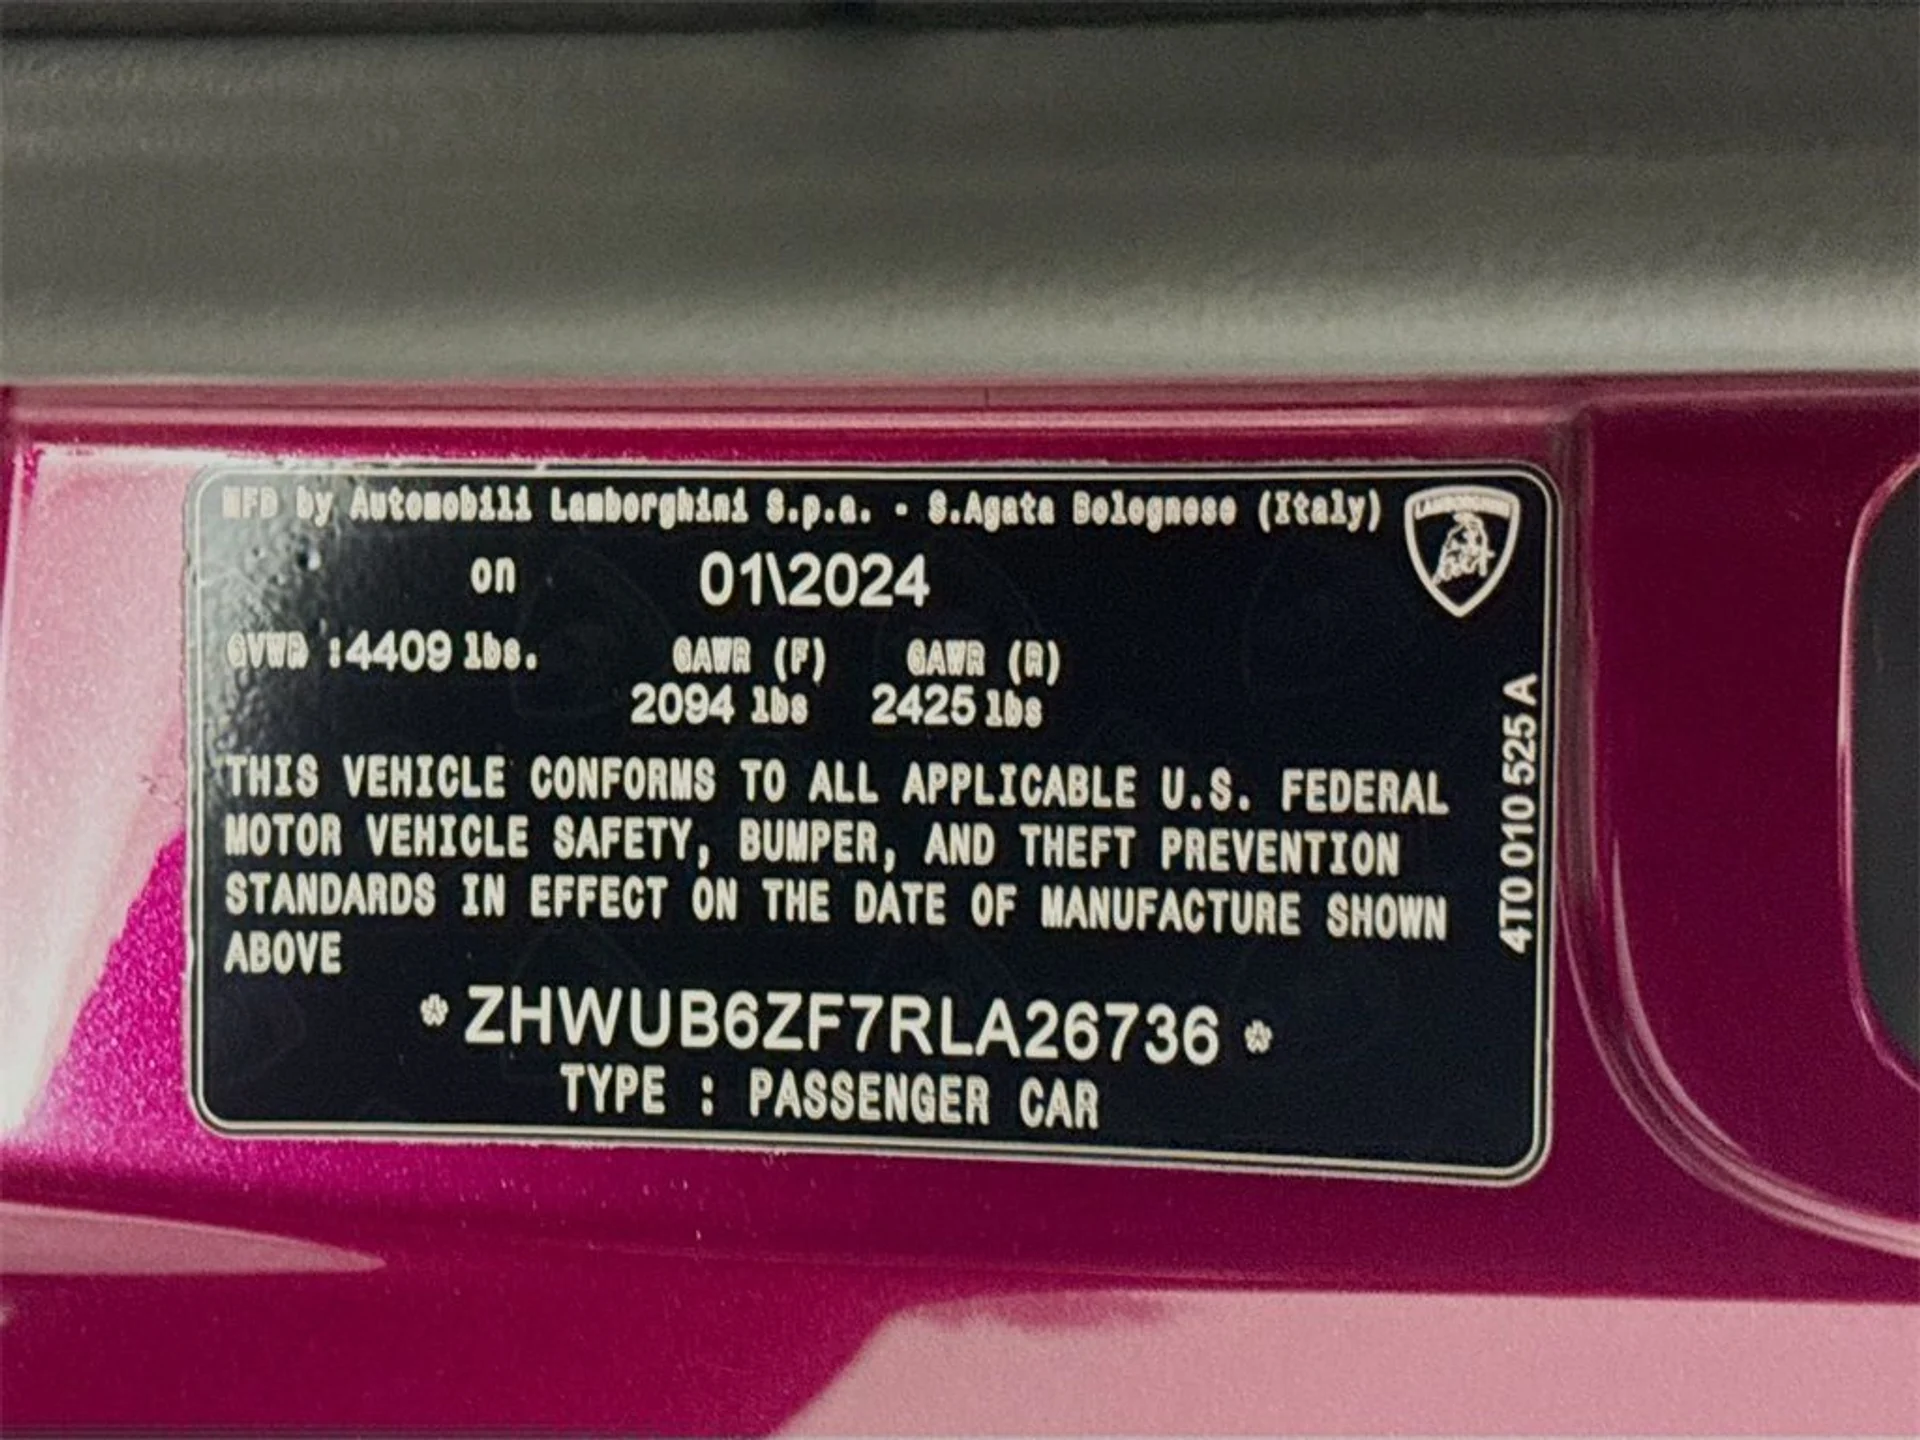 MFD by Automobili Lamborghini S.p.a. - S.Agata Bolognese (Italy)
LAMBORGHINI
on 01\2024
GVWR :4409 lbs. GAWR (F) GAWR (R)
2094 lbs 2425 lbs
THIS VEHICLE CONFORMS TO ALL APPLICABLE U.S. FEDERAL
MOTOR VEHICLE SAFETY, BUMPER, AND THEFT PREVENTION
STANDARDS IN EFFECT ON THE DATE OF MANUFACTURE SHOWN
ABOVE
* ZHWUB6ZF7RLA26736 *
TYPE : PASSENGER CAR
4T0 010 525 A